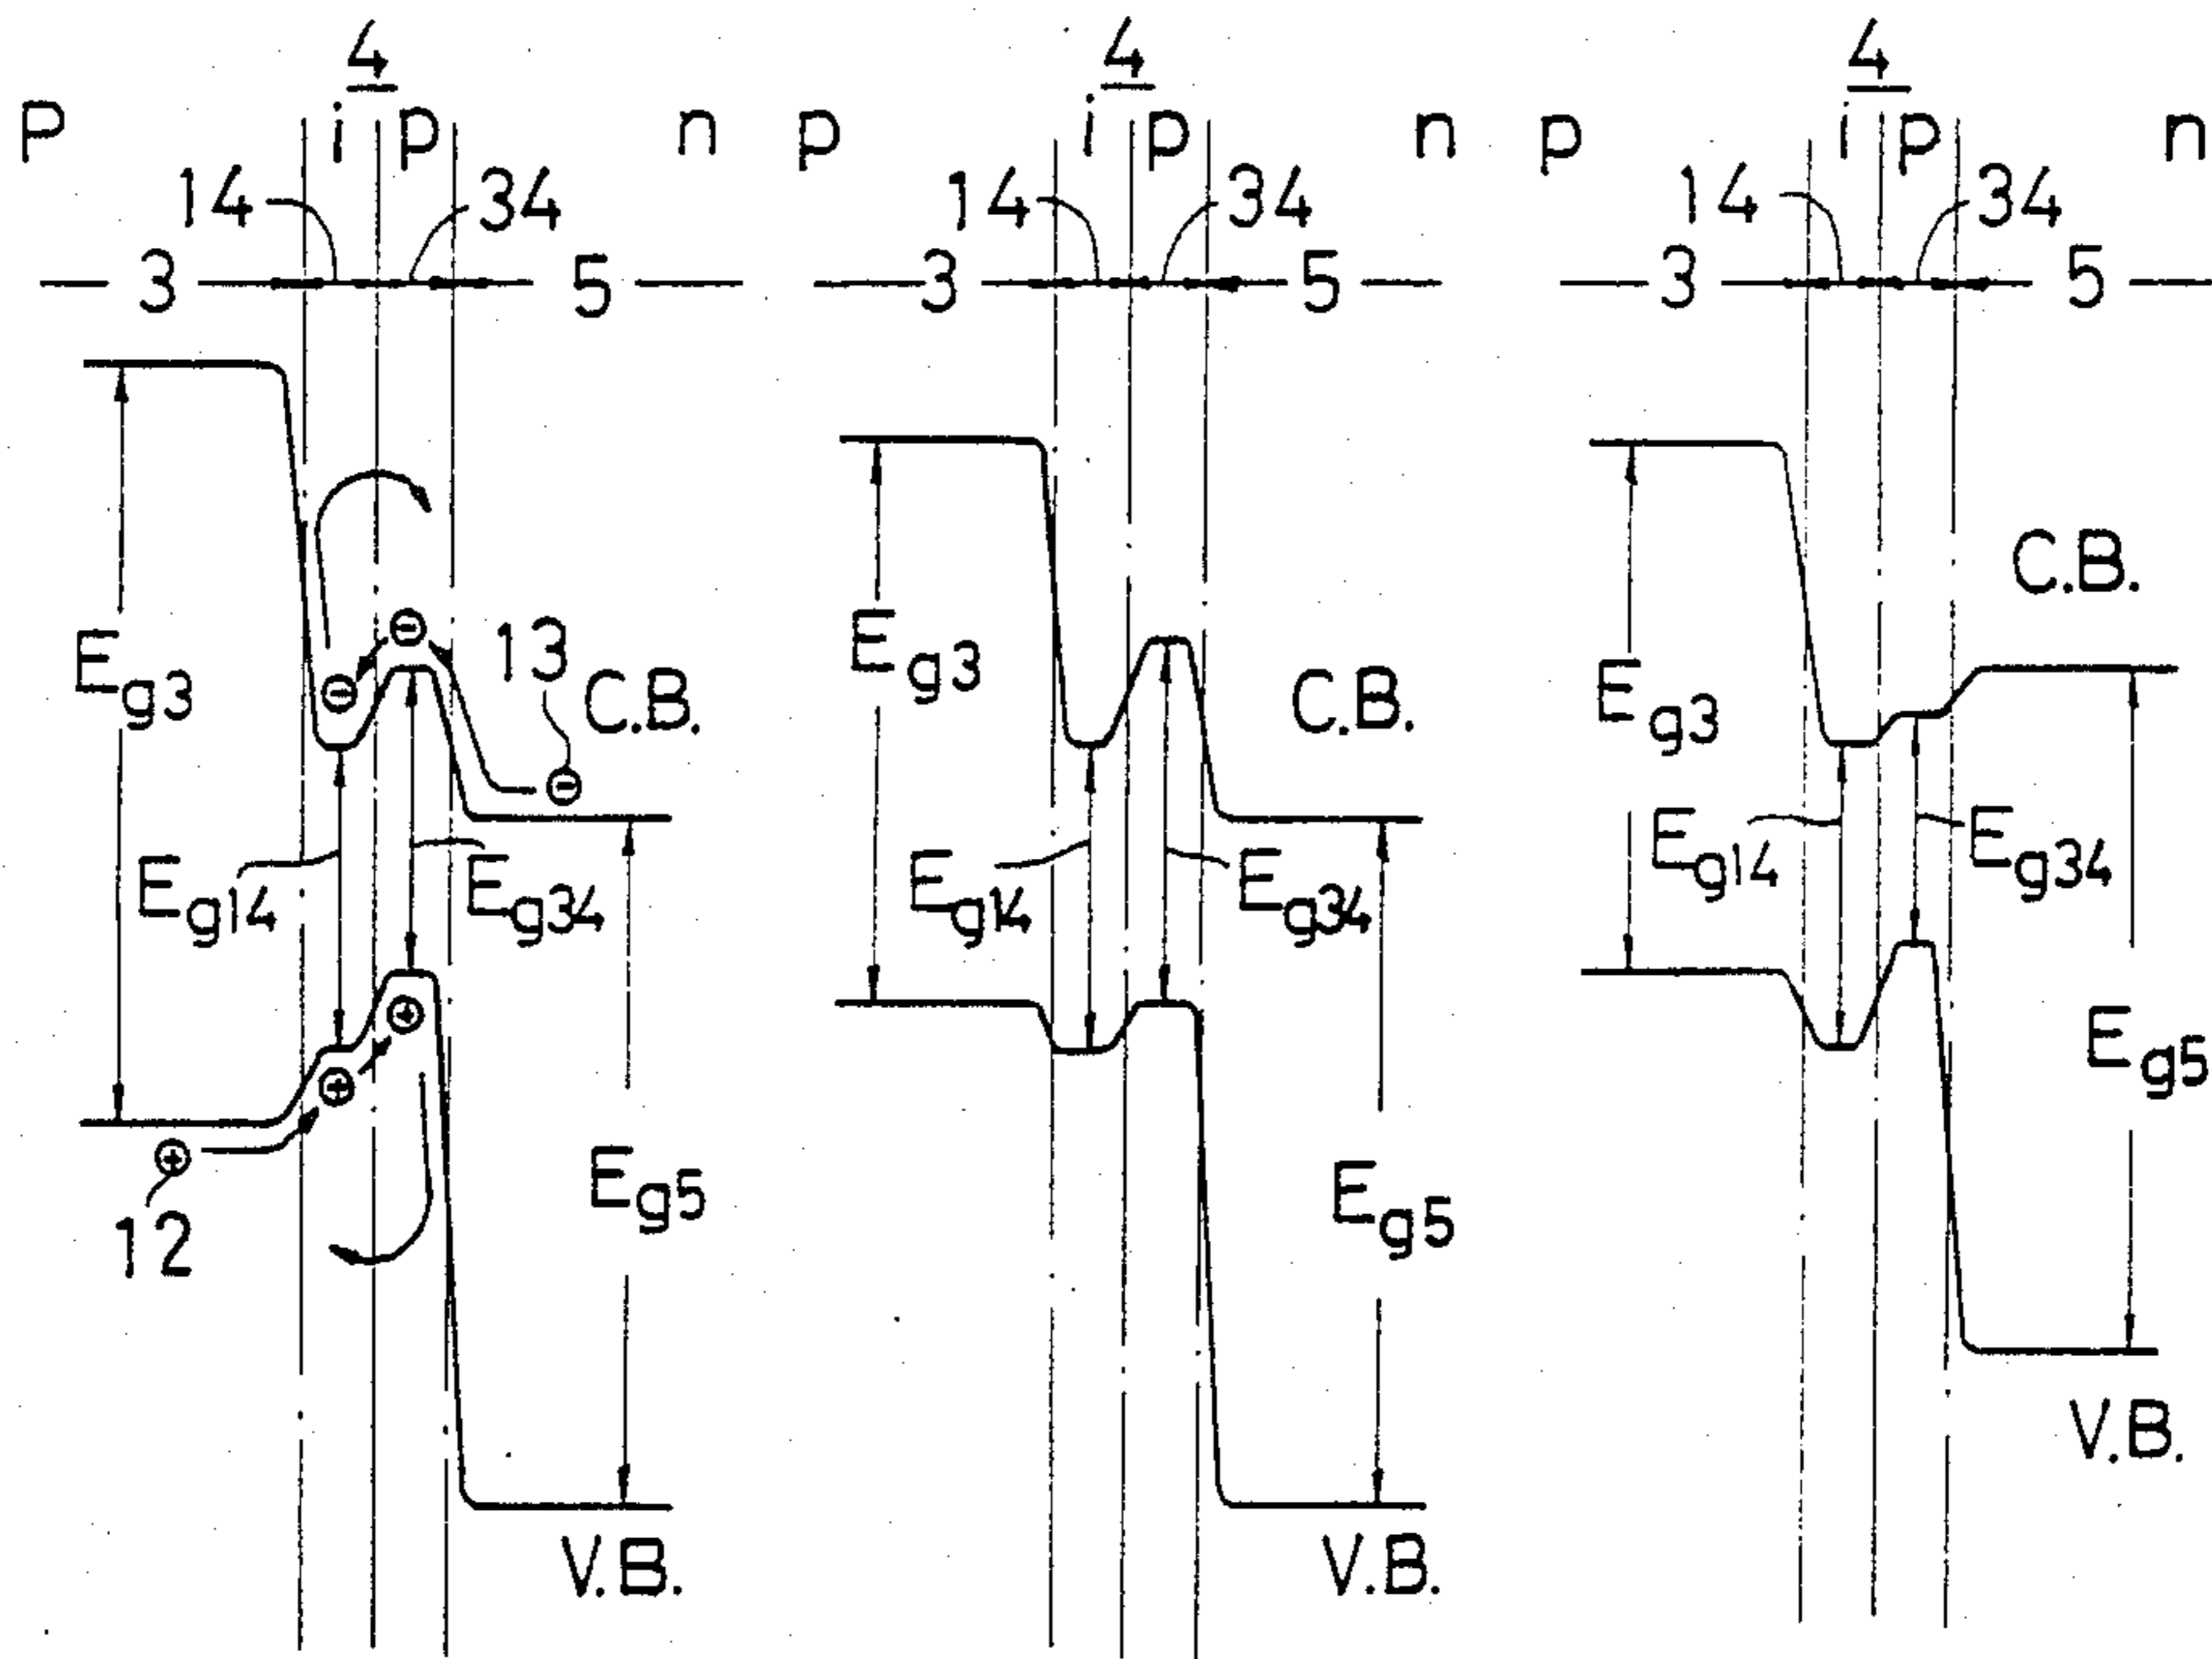 4 4 4
P i p n p i p n p i p n
14 34 14 34 14 34
3 5 3 5 3 5
C.B.
Eg3 13 C.B. Eg3 C.B. Eg3
Eg14 Eg34 Eg14 Eg34 Eg14 Eg34
Eg5
12 Eg5 Eg5
V.B.
V.B. V.B.